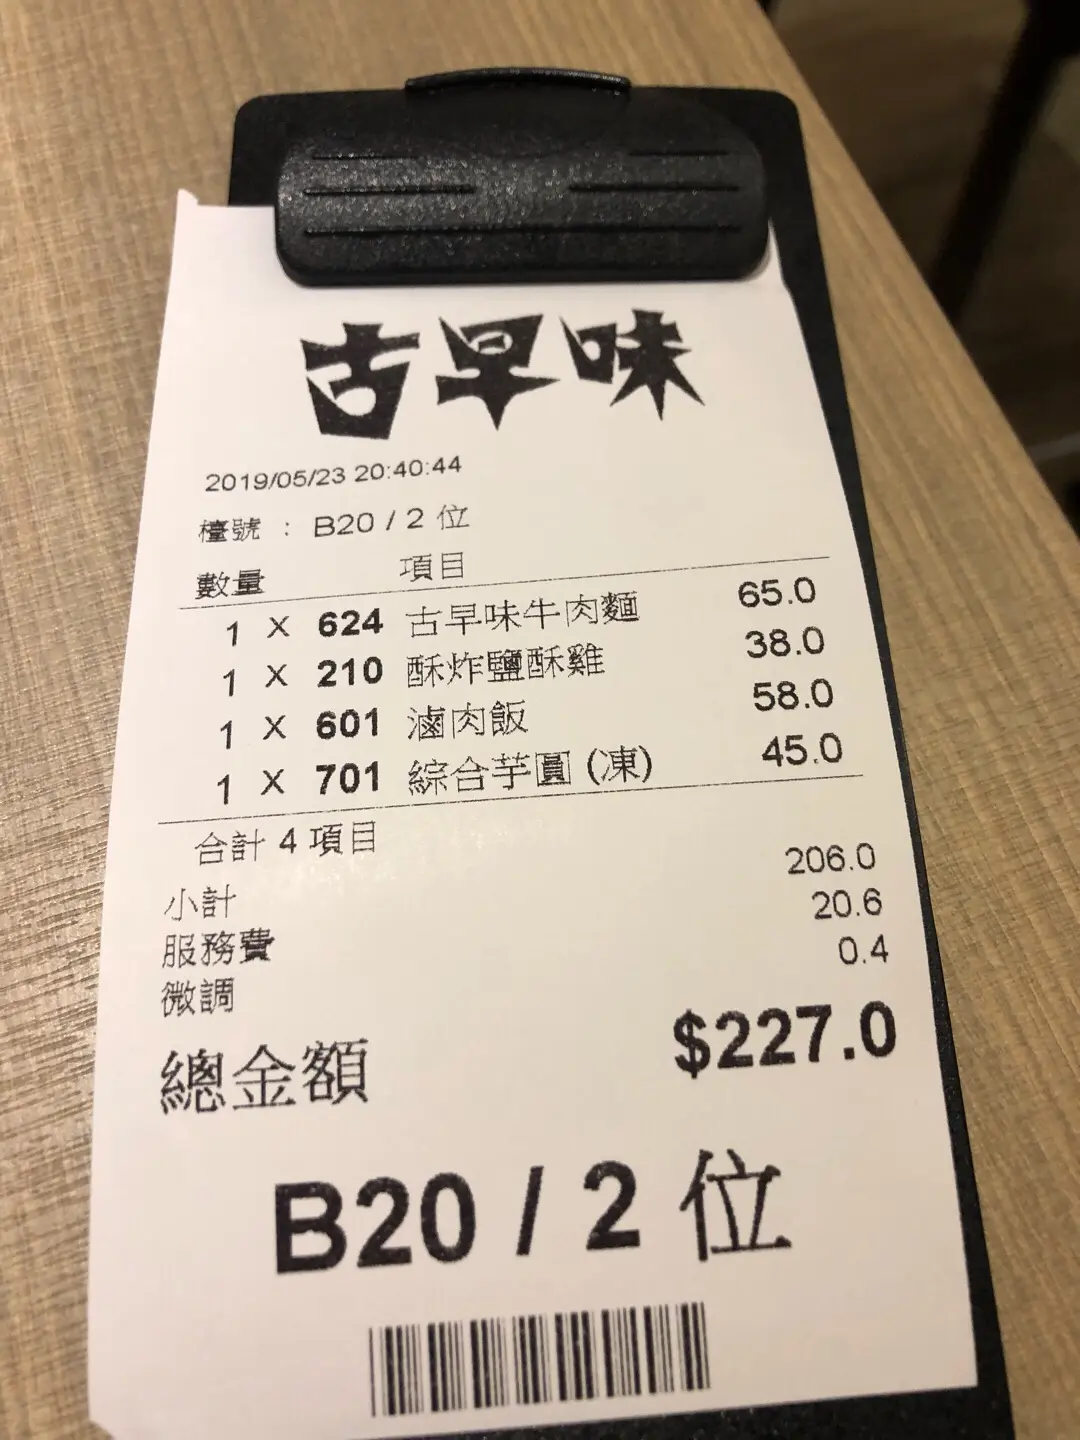 古早味
2019/05/23 20:40:44
檯號 : B20 / 2 位
數量 項目
1 X 624 古早味牛肉麵 65.0
1 X 210 酥炸鹽酥雞 38.0
1 X 601 滷肉飯 58.0
1 X 701 綜合芋圓 (凍) 45.0
合計 4 項目
小計 206.0
服務費 20.6
微調 0.4
總金額 $227.0
B20 / 2 位